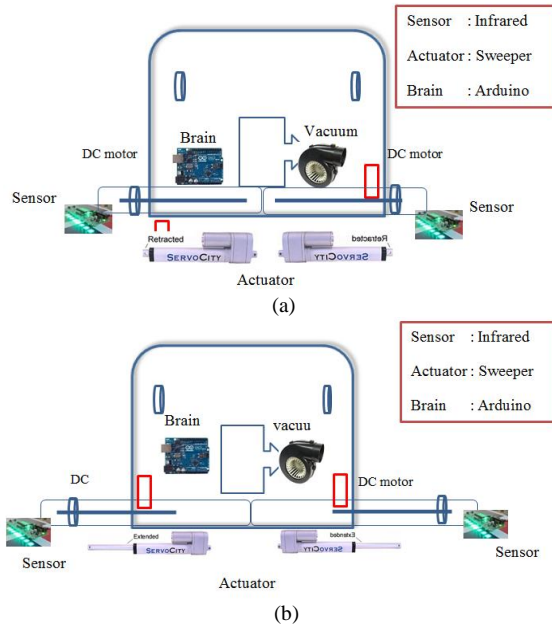 Sensor : Infrared
Actuator : Sweeper
Brain : Arduino
Brain
Vacuum
DC motor
DC motor
Sensor
Sensor
Retracted
Retracted
SERVOCITY
SERVOCITY
Actuator
(a)
Sensor : Infrared
Actuator : Sweeper
Brain : Arduino
Brain
vacuu
DC
DC motor
Extended
Extended
SERVOCITY
SERVOCITY
Sensor
Sensor
Actuator
(b)